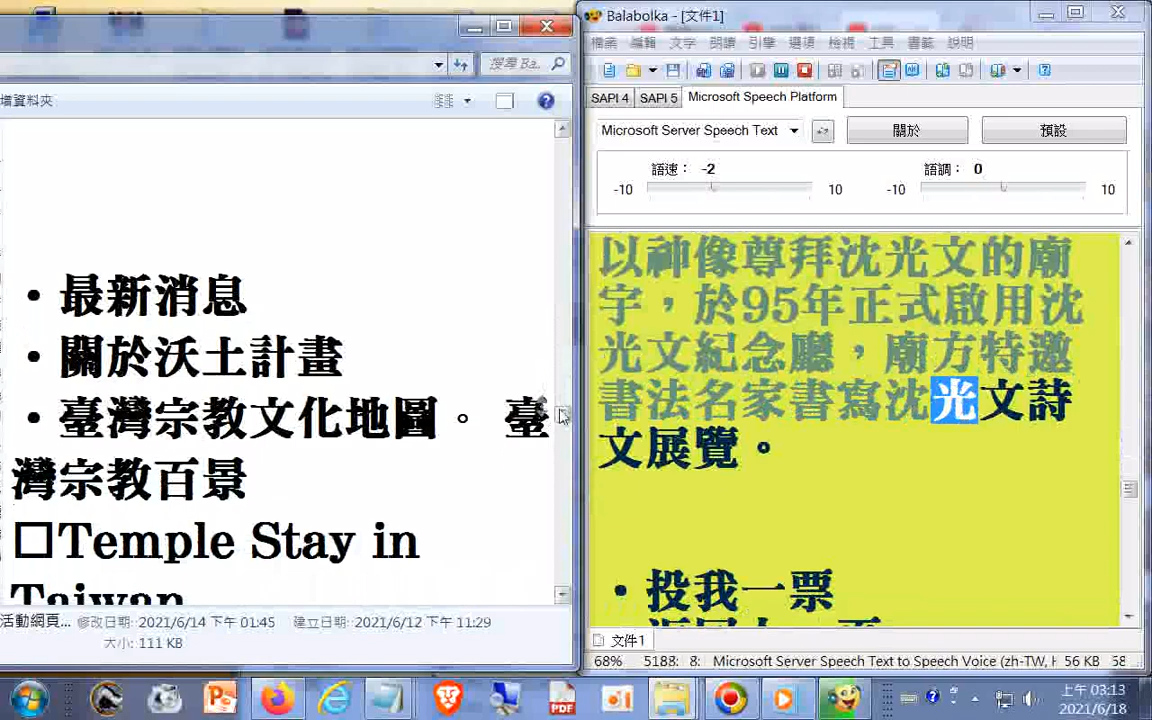 搜尋 Ba...
增資料夾
• 最新消息
• 關於沃土計畫
• 臺灣宗教文化地圖。 臺
灣宗教百景
□Temple Stay in
Taiwan
活動網頁... 修改日期: 2021/6/14 下午 01:45 建立日期: 2021/6/12 下午 11:29
大小: 111 KB
Balabolka - [文件1]
檔案 編輯 文字 朗讀 引擎 選項 檢視 工具 書籤 說明
SAPI 4 SAPI 5 Microsoft Speech Platform
Microsoft Server Speech Text 關於 預設
語速: -2 語調: 0
-10 10 -10 10
以神像尊拜沈光文的廟
宇，於95年正式啟用沈
光文紀念廳，廟方特邀
書法名家書寫沈光文詩
文展覽。
• 投我一票
文件1
68% 5188: 8: Microsoft Server Speech Text to Speech Voice (zh-TW, H 56 KB 58
上午 03:13
2021/6/18